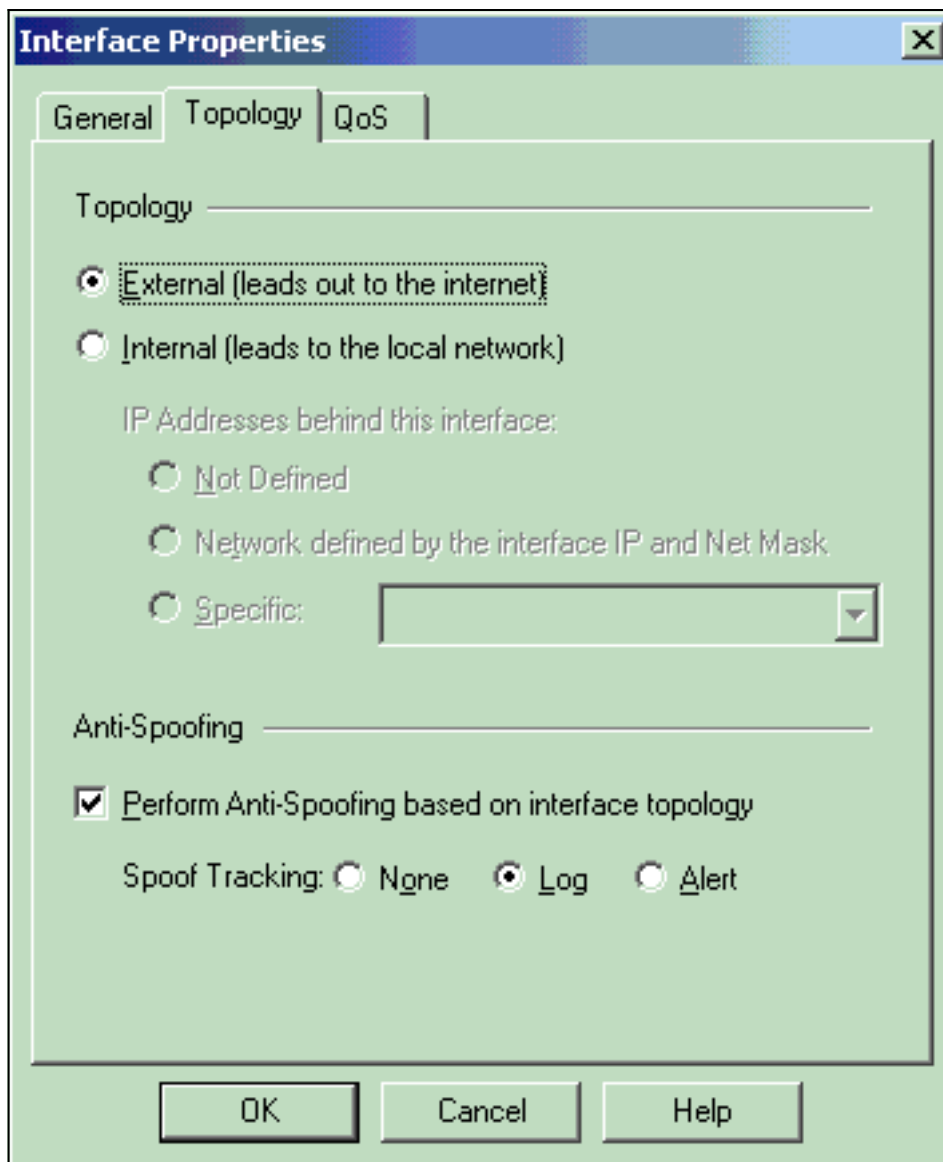 Interface Properties
General Topology QoS
Topology
External (leads out to the internet)
Internal (leads to the local network)
IP Addresses behind this interface:
Not Defined
Network defined by the interface IP and Net Mask
Specific:
Anti-Spoofing
Perform Anti-Spoofing based on interface topology
Spoof Tracking: None Log Alert
OK Cancel Help